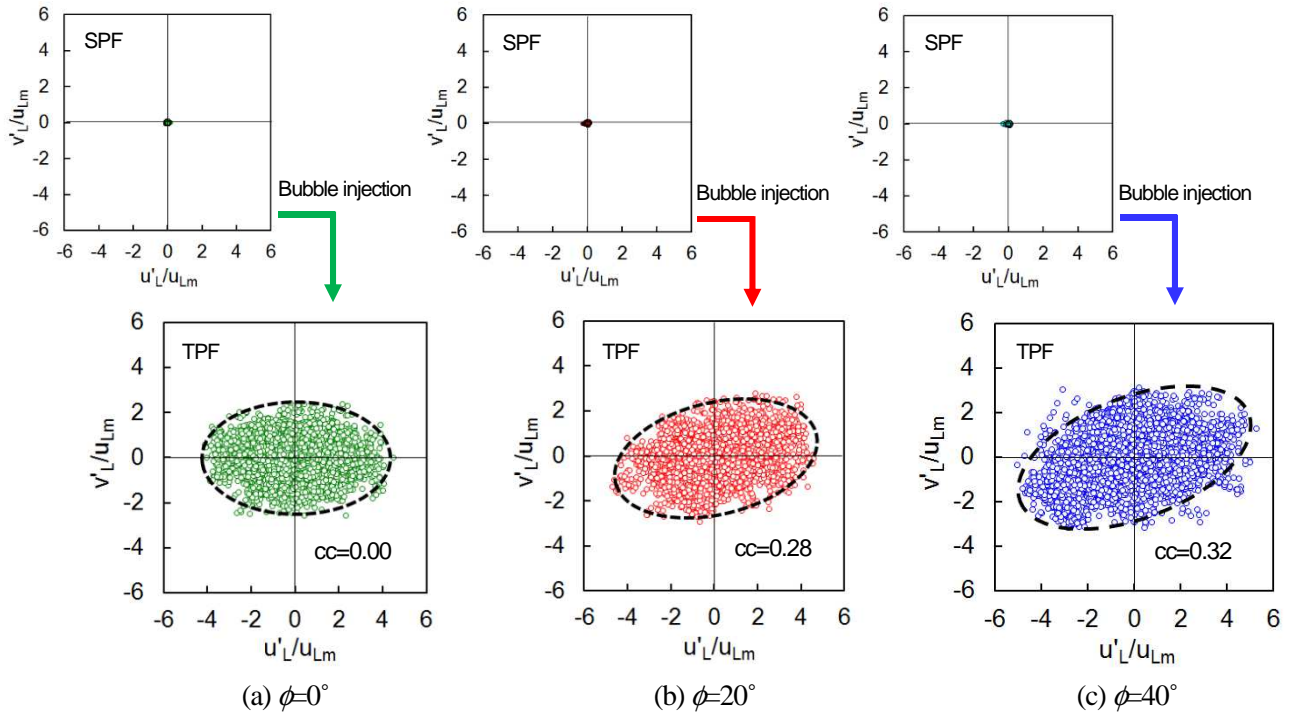 6
4
2
0
-2
-4
-6
-6 -4 -2 0 2 4 6
SPF
v'L/uLm
u'L/uLm
Bubble injection
6
4
2
0
-2
-4
-6
-6 -4 -2 0 2 4 6
SPF
v'L/uLm
u'L/uLm
Bubble injection
6
4
2
0
-2
-4
-6
-6 -4 -2 0 2 4 6
SPF
v'L/uLm
u'L/uLm
Bubble injection
6
4
2
0
-2
-4
-6
-6 -4 -2 0 2 4 6
TPF
v'L/uLm
cc=0.00
u'L/uLm
(a) ϕ=0°
6
4
2
0
-2
-4
-6
-6 -4 -2 0 2 4 6
TPF
v'L/uLm
cc=0.28
u'L/uLm
(b) ϕ=20°
6
4
2
0
-2
-4
-6
-6 -4 -2 0 2 4 6
TPF
v'L/uLm
cc=0.32
u'L/uLm
(c) ϕ=40°